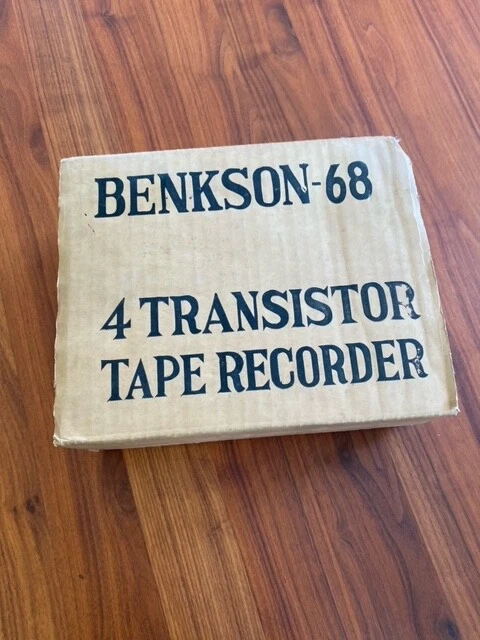 BENKSON-68
4 TRANSISTOR
TAPE RECORDER